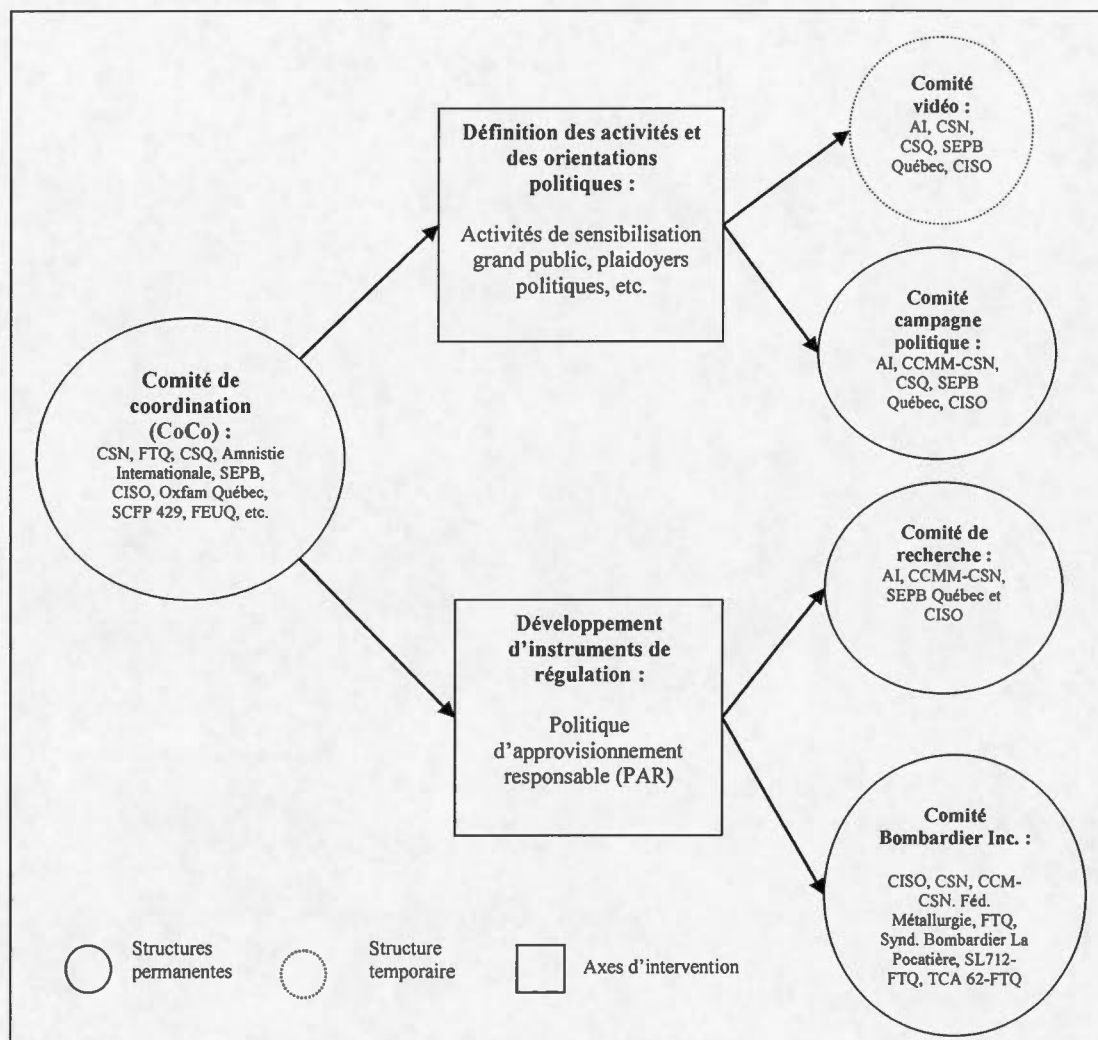 Comité de
coordination
(CoCo) :
CSN, FTQ, CSQ, Amnistie
Internationale, SEPB,
CISO, Oxfam Québec,
SCFP 429, FEUQ, etc.
Définition des activités et
des orientations
politiques :
Activités de sensibilisation
grand public, plaidoyers
politiques, etc.
Comité
vidéo :
AI, CSN,
CSQ, SEPB
Québec, CISO
Comité
campagne
politique :
AI, CCMM-CSN,
CSQ, SEPB
Québec, CISO
Développement
d'instruments de
régulation :
Politique
d'approvisionnement
responsable (PAR)
Comité de
recherche :
AI, CCMM-CSN,
SEPB Québec et
CISO
Comité
Bombardier Inc. :
CISO, CSN, CCM-
CSN. Féd.
Métallurgie, FTQ,
Synd. Bombardier La
Pocatière, SL712-
FTQ, TCA 62-FTQ
Structures
permanentes
Structure
temporaire
Axes d'intervention